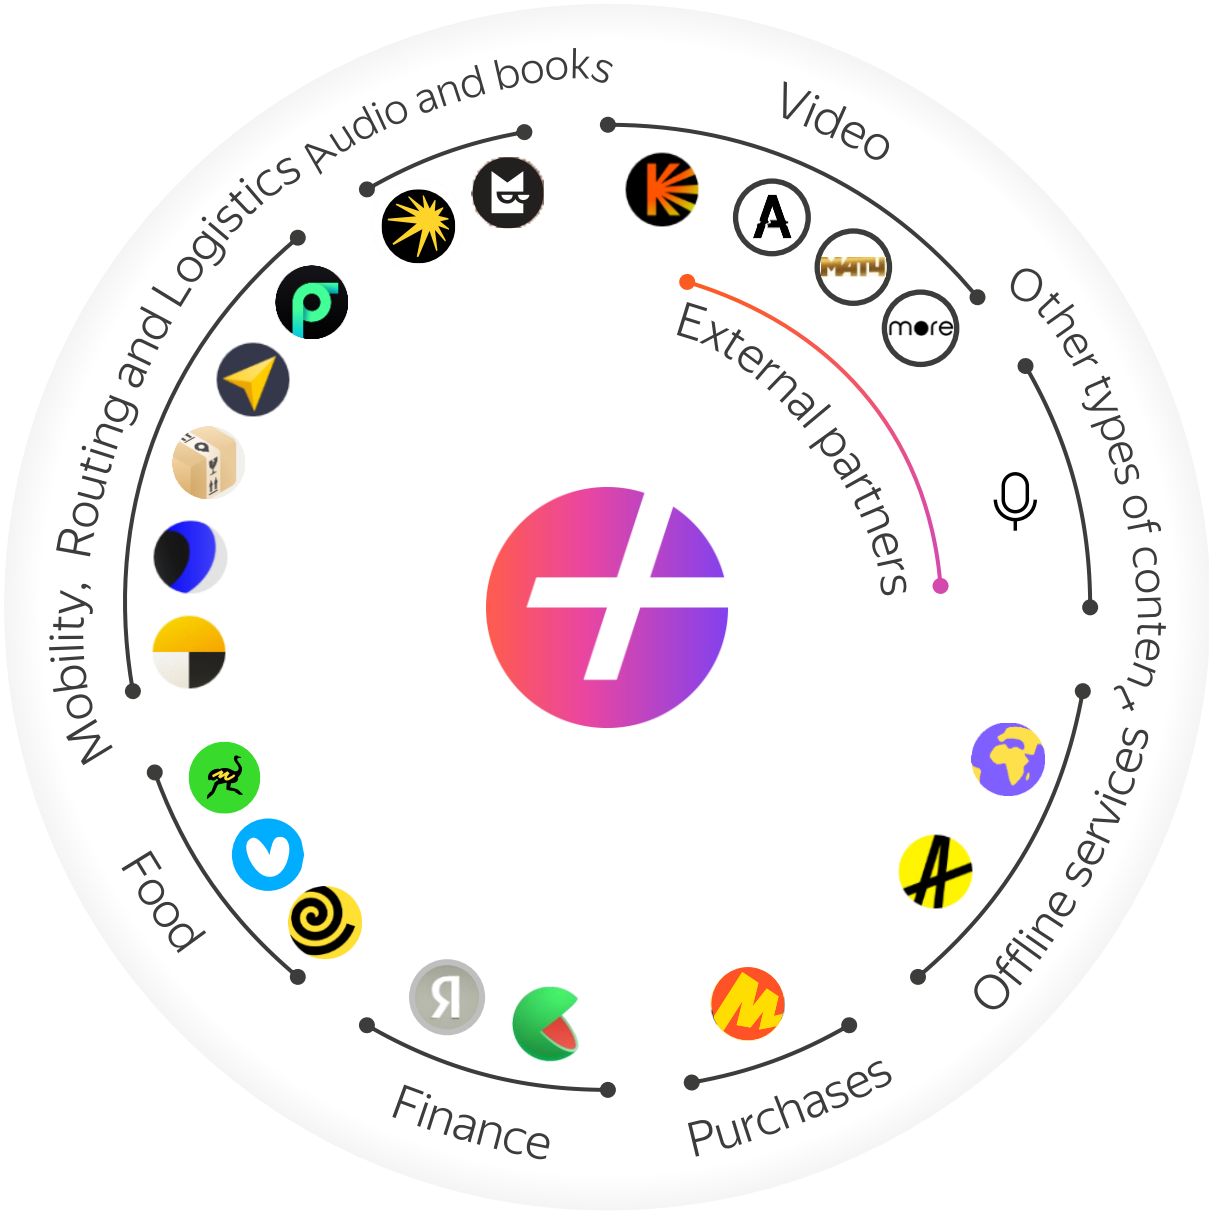 Audio and books
Video
Other types of content
External partners
Offline services
Purchases
Finance
Food
Mobility, Routing and Logistics
K
A
МАТЧ
more
A
М
Я